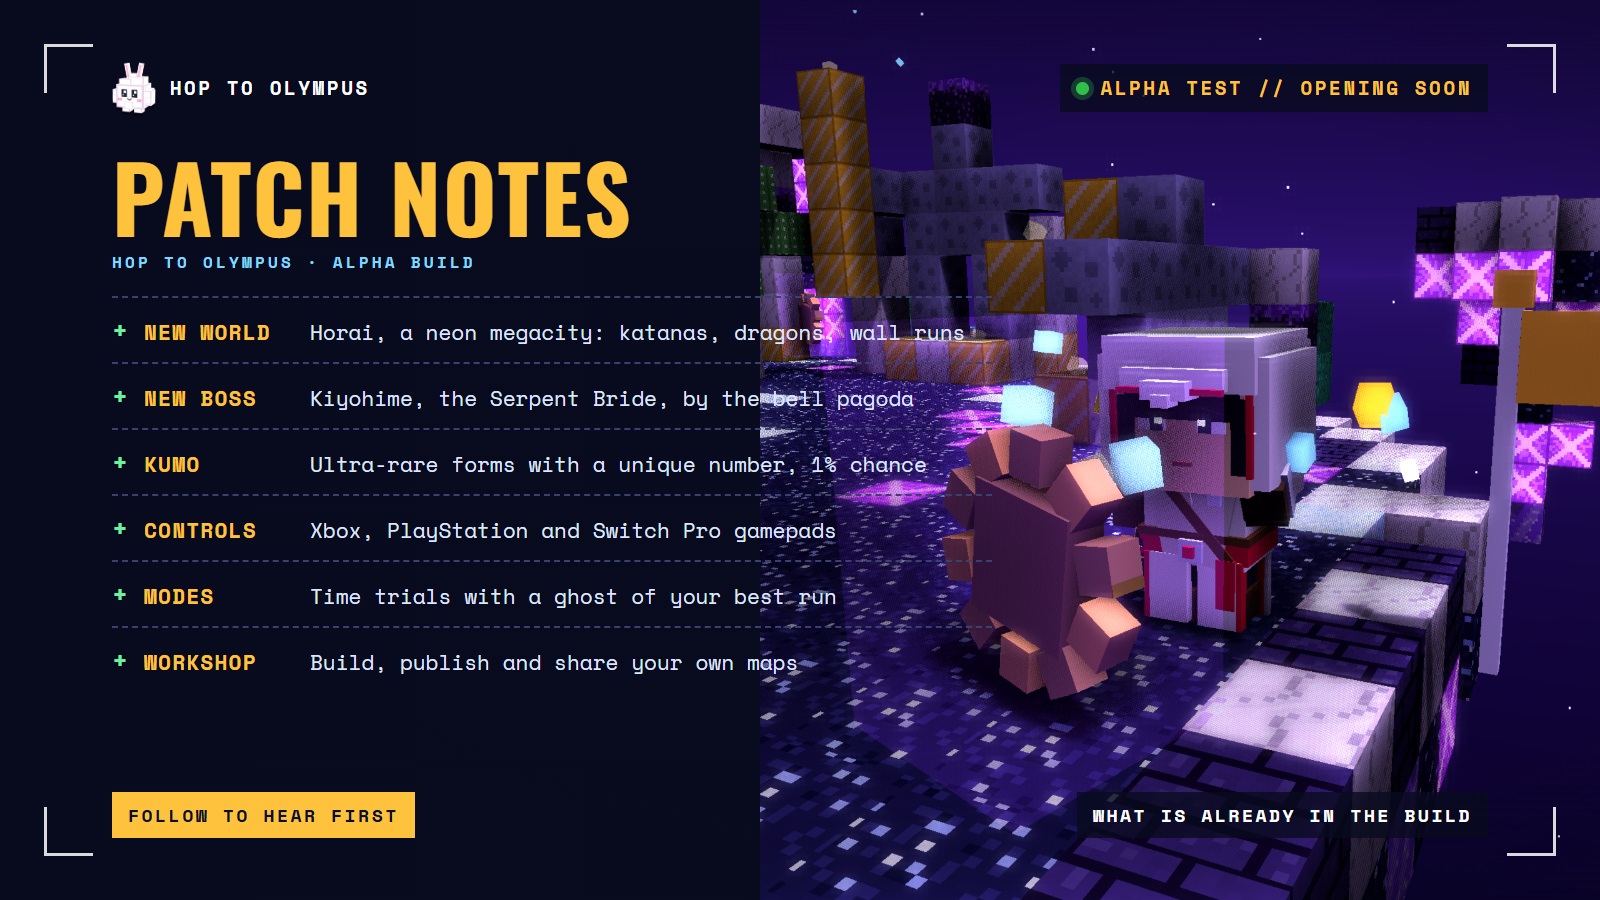 HOP TO OLYMPUS
ALPHA TEST // OPENING SOON
PATCH NOTES
HOP TO OLYMPUS · ALPHA BUILD
+ NEW WORLD Horai, a neon megacity: katanas, dragons, wall runs
+ NEW BOSS Kiyohime, the Serpent Bride, by the bell pagoda
+ KUMO Ultra-rare forms with a unique number, 1% chance
+ CONTROLS Xbox, PlayStation and Switch Pro gamepads
+ MODES Time trials with a ghost of your best run
+ WORKSHOP Build, publish and share your own maps
FOLLOW TO HEAR FIRST
WHAT IS ALREADY IN THE BUILD